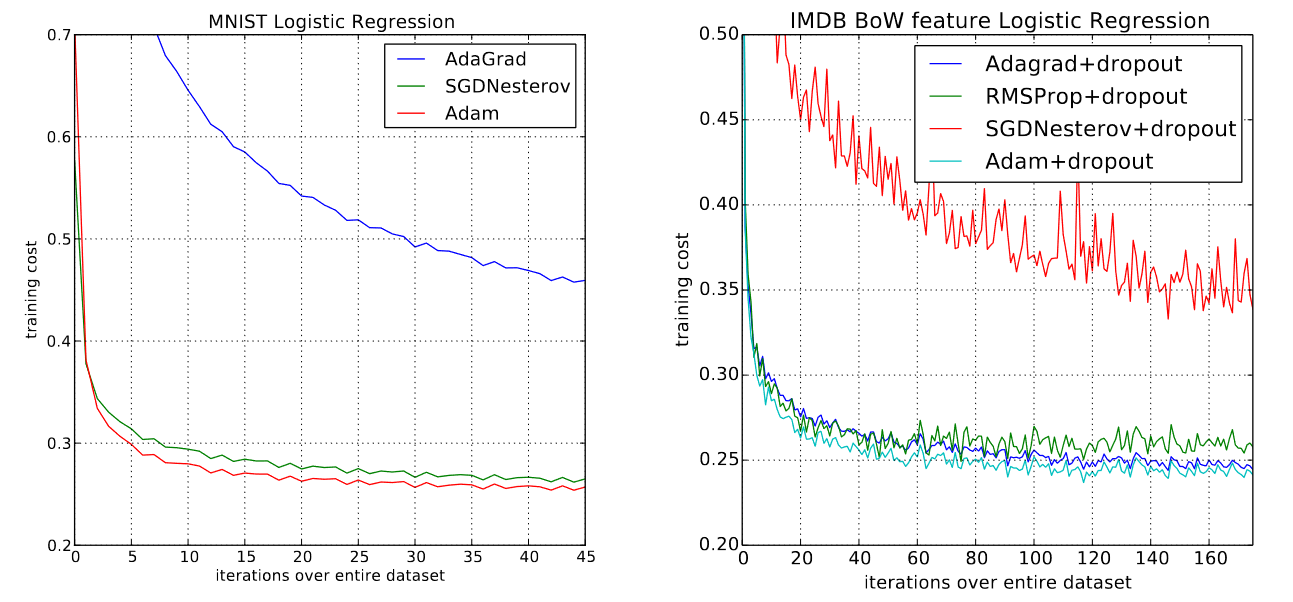 MNIST Logistic Regression
0.7
0.6
0.5
0.4
0.3
0.2
training cost
AdaGrad
SGDNesterov
Adam
0 5 10 15 20 25 30 35 40 45
iterations over entire dataset
IMDB BoW feature Logistic Regression
0.50
0.45
0.40
0.35
0.30
0.25
0.20
training cost
Adagrad+dropout
RMSProp+dropout
SGDNesterov+dropout
Adam+dropout
0 20 40 60 80 100 120 140 160
iterations over entire dataset